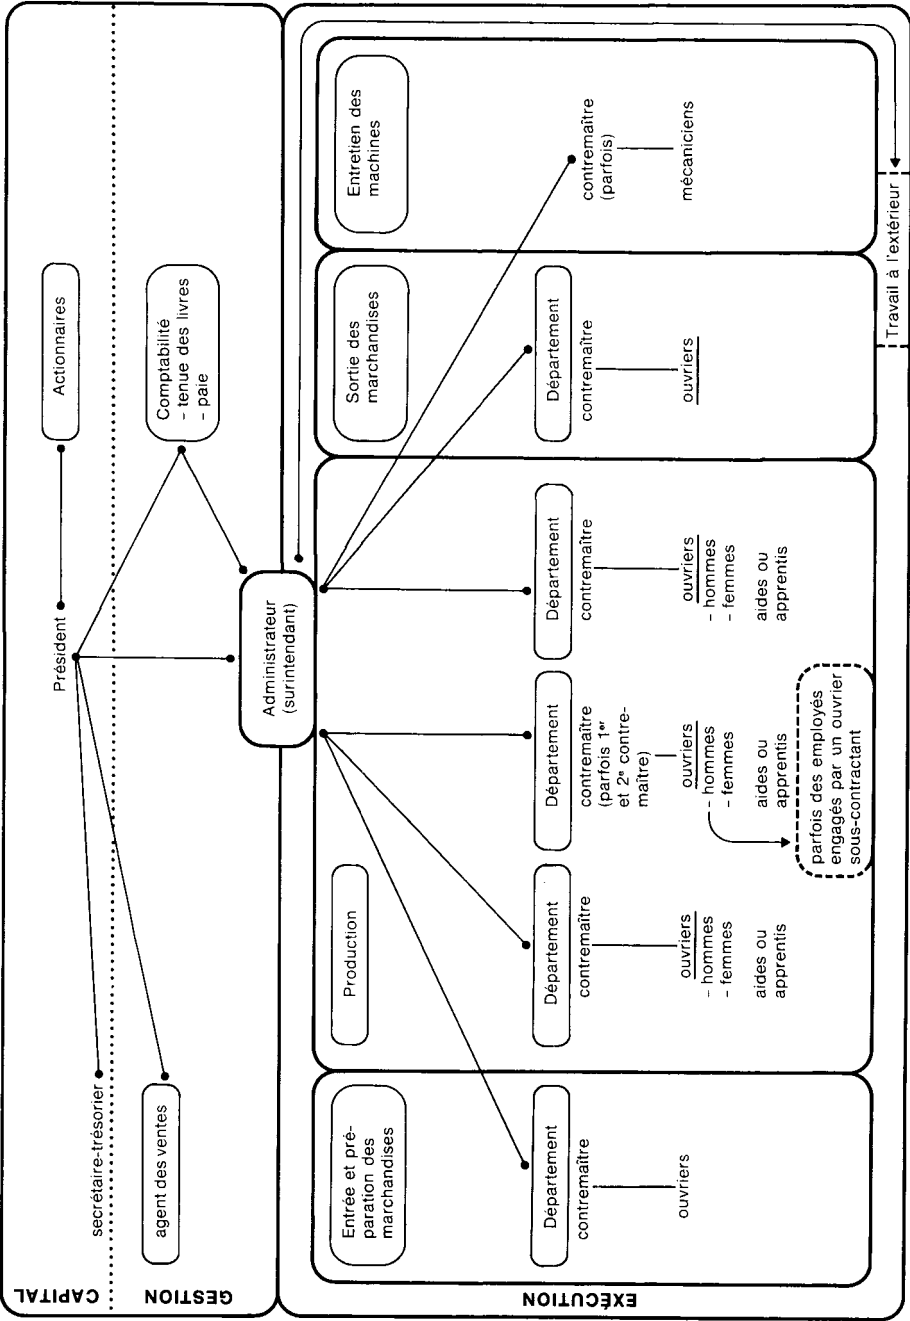 CAPITAL
secrétaire-trésorier
Président
Actionnaires
GESTION
agent des ventes
Comptabilité
- tenue des livres
- paie
Administrateur
(surintendant)
EXÉCUTION
Entrée et pré-
paration des
marchandises
Département
contremaître
ouvriers
Production
Département
contremaître
ouvriers
- hommes
- femmes
aides ou
apprentis
Département
contremaître
(parfois 1er
et 2e contre-
maître)
ouvriers
- hommes
- femmes
aides ou
apprentis
parfois des employés
engagés par un ouvrier
sous-contractant
Département
contremaître
ouvriers
- hommes
- femmes
aides ou
apprentis
Sortie des
marchandises
Département
contremaître
ouvriers
Entretien des
machines
contremaître
(parfois)
mécaniciens
Travail à l'extérieur